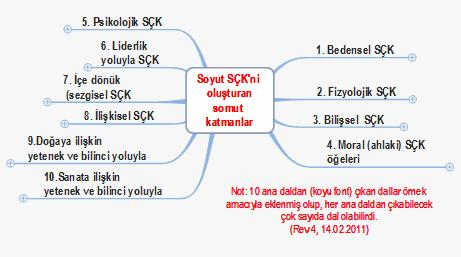 5. Psikolojik SÇK
6. Liderlik
yoluyla SÇK
7. İçe dönük
(sezgisel SÇK
8. İlişkisel SÇK
9.Doğaya ilişkin
yetenek ve bilinci yoluyla
10.Sanata ilişkin
yetenek ve bilinci yoluyla
Soyut SÇK'ni
oluşturan
somut
katmanlar
1. Bedensel SÇK
2. Fizyolojik SÇK
3. Bilişsel SÇK
4. Moral (ahlaki) SÇK
öğeleri
Not: 10 ana daldan (koyu font) çıkan dallar örnek
amacıyla eklenmiş olup, her ana daldan çıkabilecek
çok sayıda dal olabilirdi.
(Rev4, 14.02.2011)